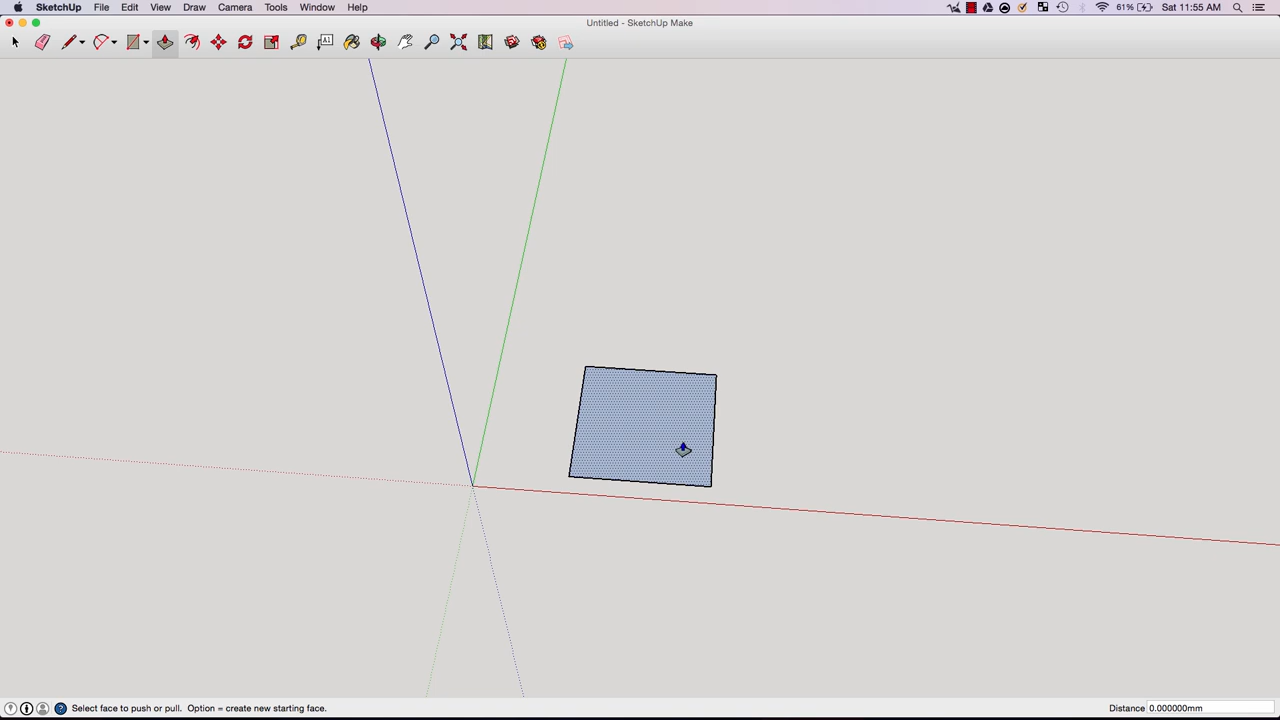 SketchUp File Edit View Draw Camera Tools Window Help 61% Sat 11:55 AM
Untitled - SketchUp Make
A1
Select face to push or pull. Option = create new starting face. Distance 0.000000mm